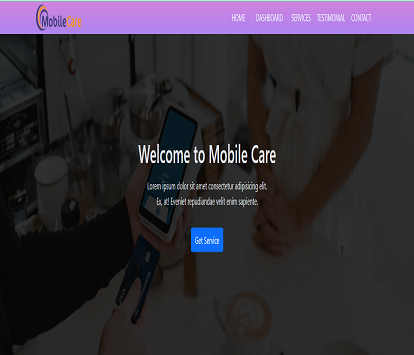 Mobile Care
HOME DASHBOARD SERVICES TESTIMONIAL CONTACT
Welcome to Mobile Care
Lorem ipsum dolor sit amet consectetur adipisicing elit.
Ex, at! Eveniet repudiandae velit enim sapiente.
Get Service